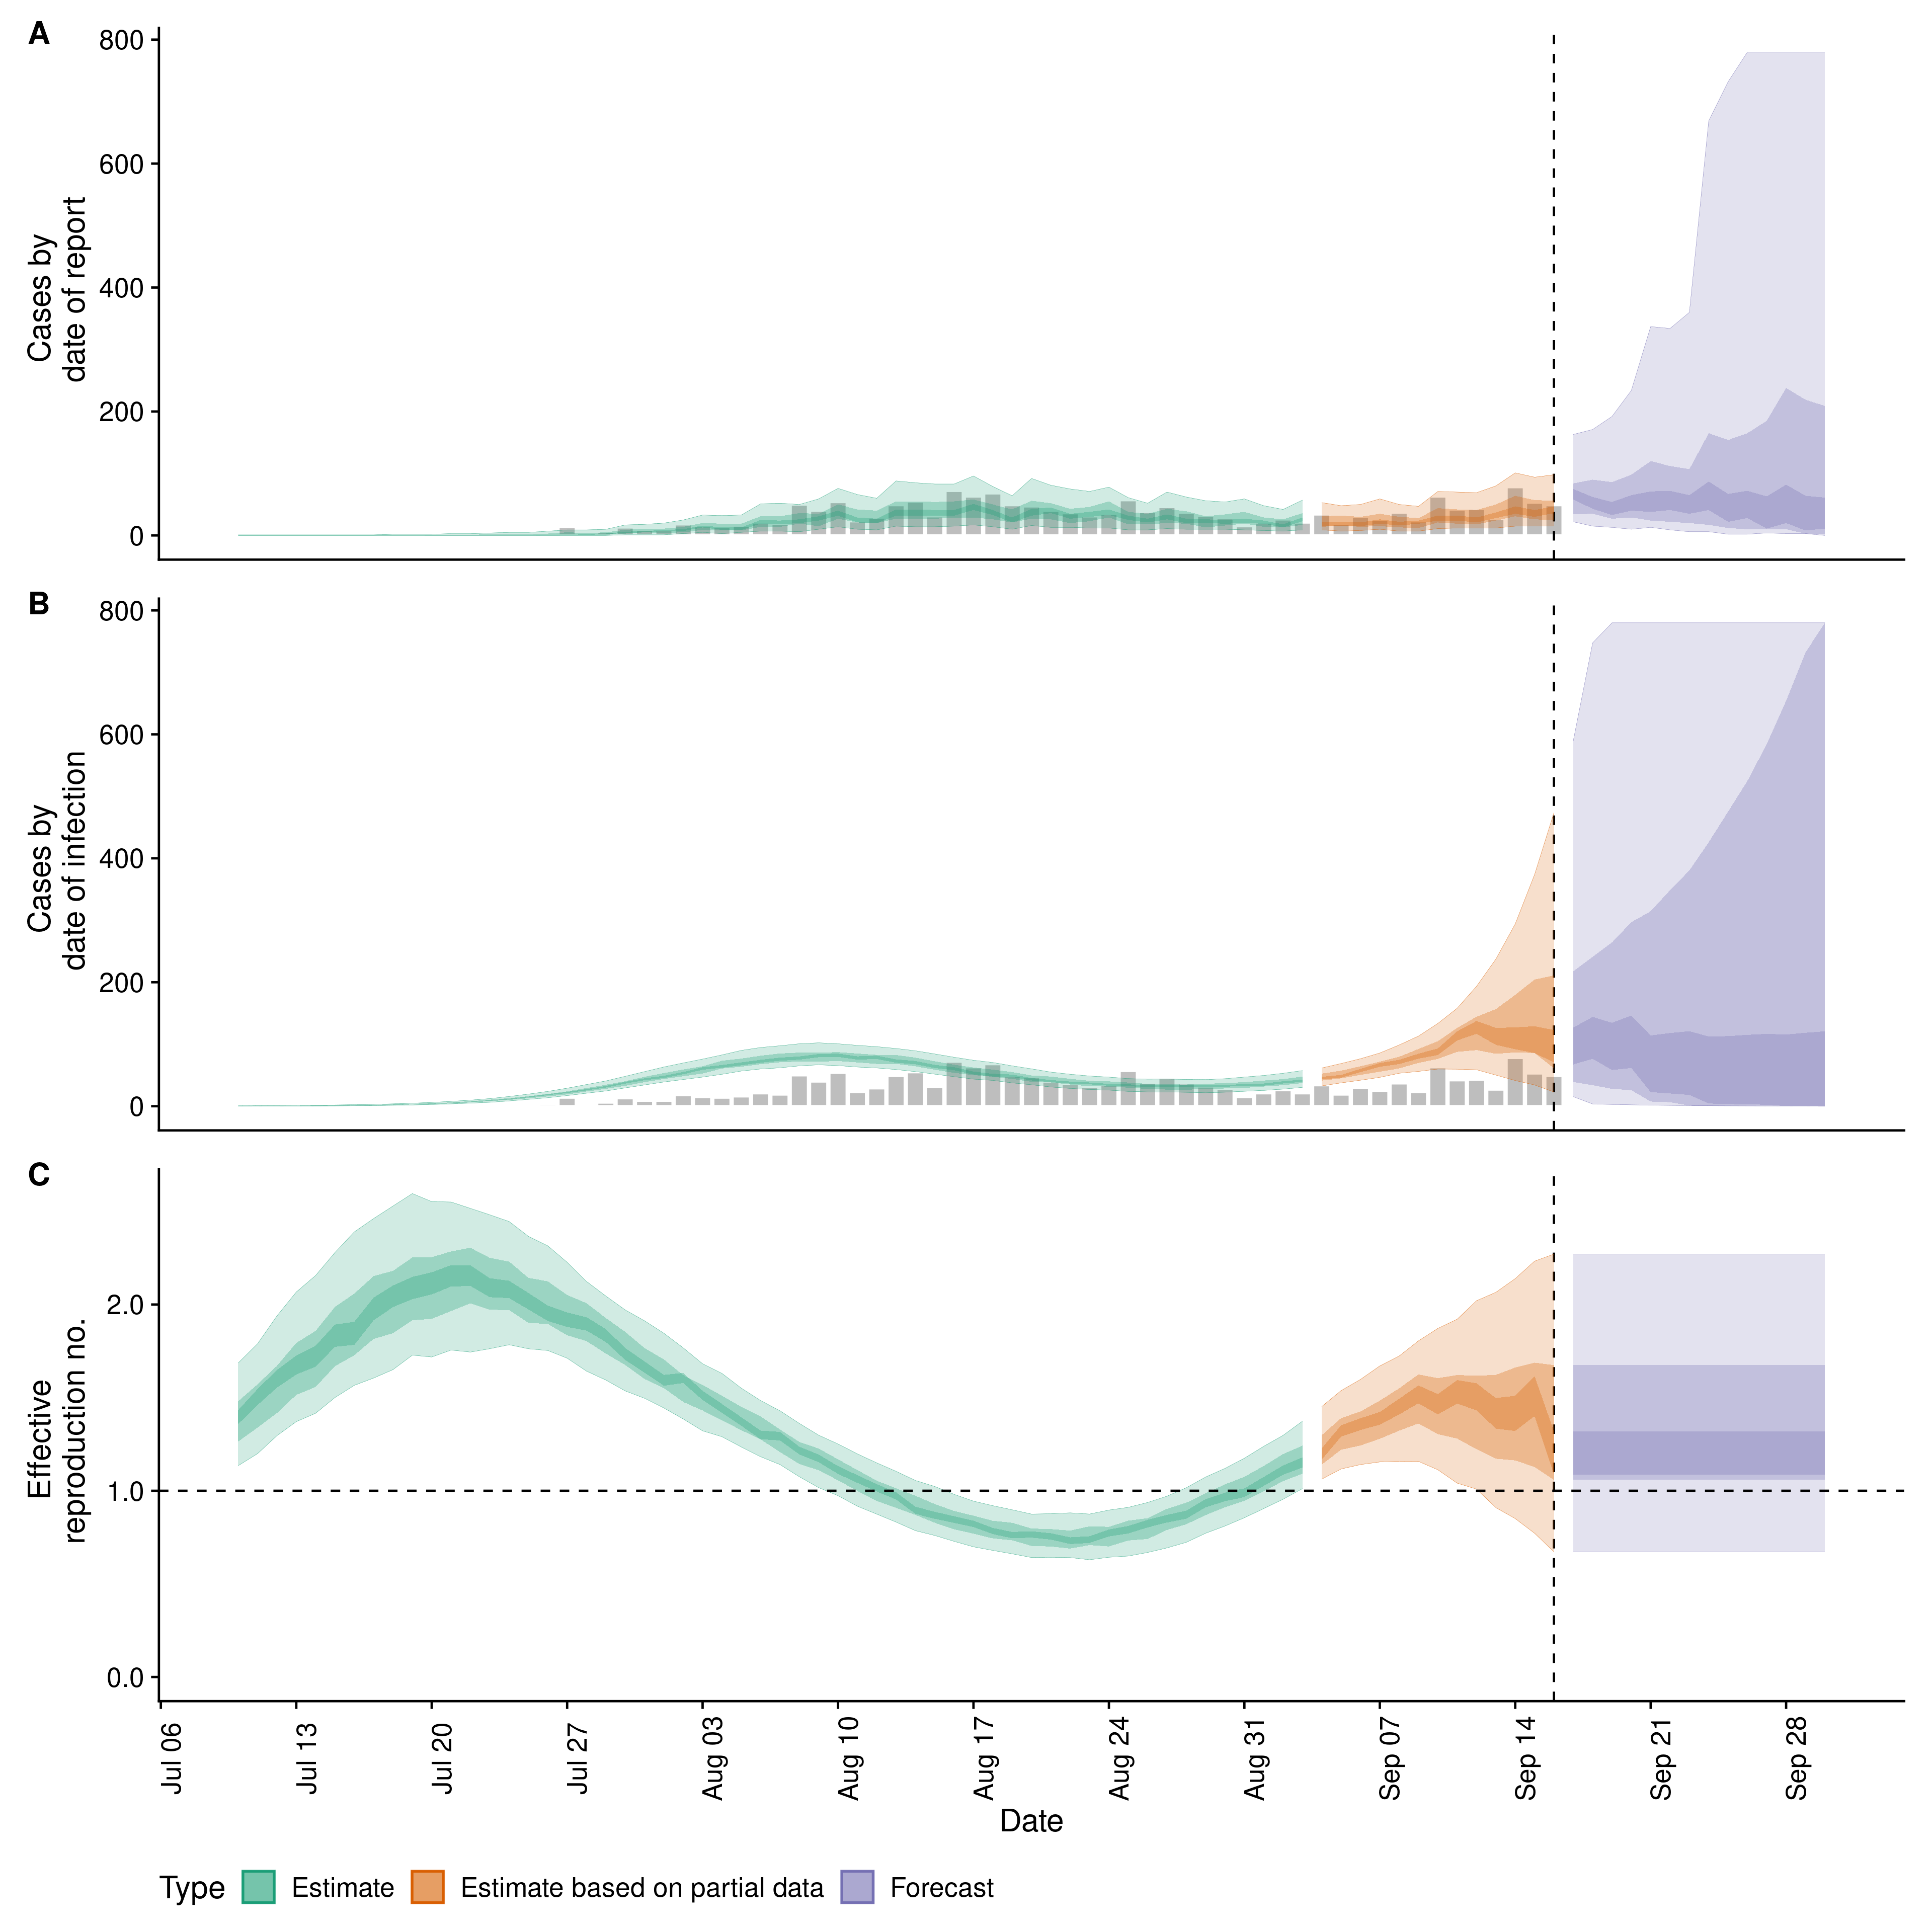 A
800
600
400
200
0
Cases by
date of report
B
800
600
400
200
0
Cases by
date of infection
C
2.0
1.0
0.0
Effective
reproduction no.
Jul 06
Jul 13
Jul 20
Jul 27
Aug 03
Aug 10
Aug 17
Aug 24
Aug 31
Sep 07
Sep 14
Sep 21
Sep 28
Date
Type Estimate Estimate based on partial data Forecast